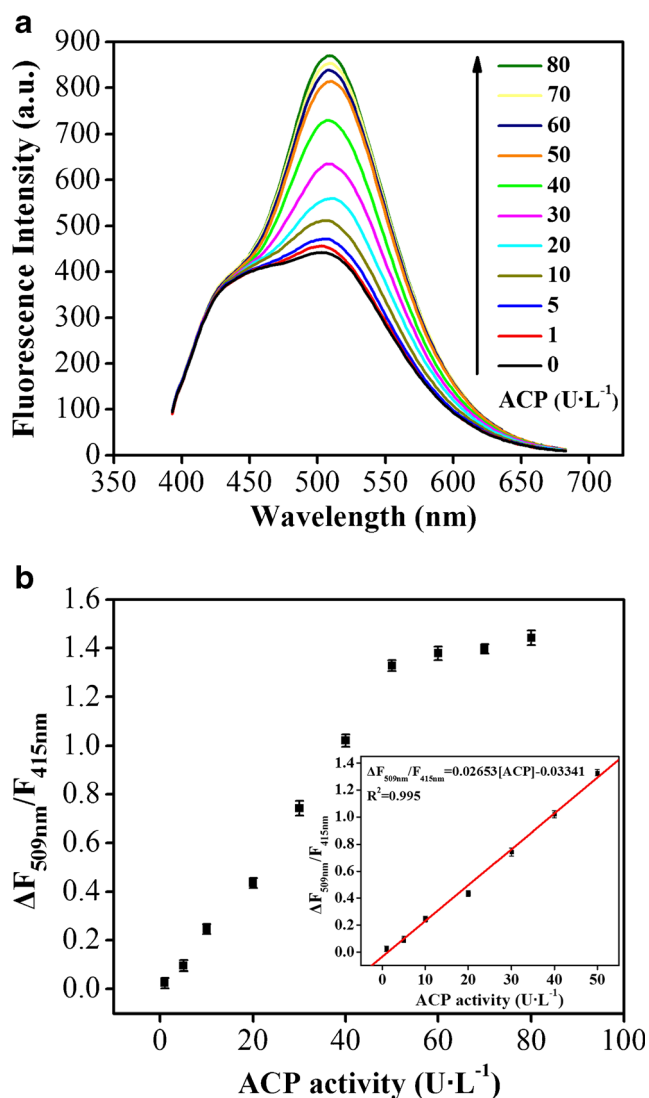 a
900
800
700
600
500
400
300
200
100
0
Fluorescence Intensity (a.u.)
80
70
60
50
40
30
20
10
5
1
0
ACP (U·L⁻¹)
350 400 450 500 550 600 650 700
Wavelength (nm)
b
1.6
1.4
1.2
1.0
0.8
0.6
0.4
0.2
0.0
ΔF509nm/F415nm
0 20 40 60 80 100
ACP activity (U·L⁻¹)
1.4
1.2
1.0
0.8
0.6
0.4
0.2
0.0
ΔF509nm/F415nm
ΔF509nm/F415nm=0.02653[ACP]-0.03341
R²=0.995
0 10 20 30 40 50
ACP activity (U·L⁻¹)